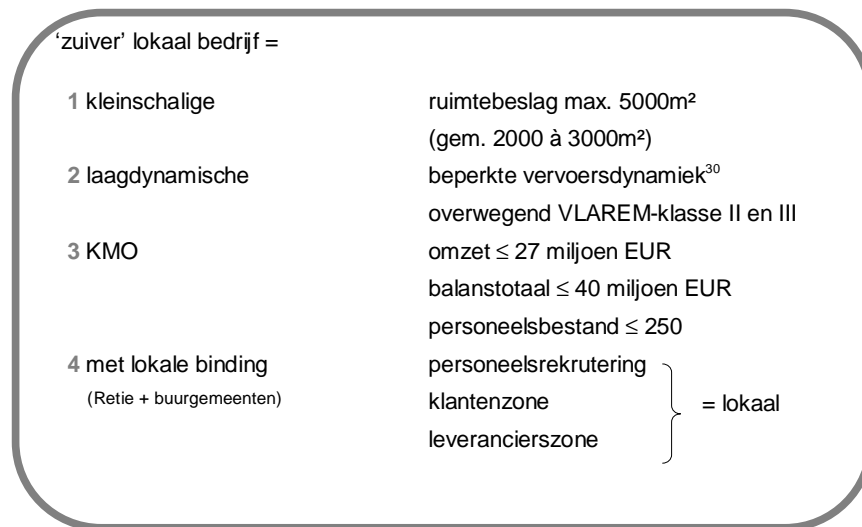 ‘zuiver’ lokaal bedrijf =
1 kleinschalige ruimtebeslag max. 5000m²
(gem. 2000 à 3000m²)
2 laagdynamische beperkte vervoersdynamiek³⁰
overwegend VLAREM-klasse II en III
3 KMO omzet ≤ 27 miljoen EUR
balanstotaal ≤ 40 miljoen EUR
personeelsbestand ≤ 250
4 met lokale binding personeelsrekrutering
(Retie + buurgemeenten) klantenzone = lokaal
leverancierszone